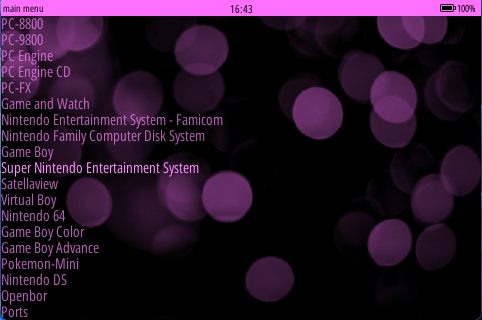 main menu 16:43 100%
PC-8800
PC-9800
PC Engine
PC Engine CD
PC-FX
Game and Watch
Nintendo Entertainment System - Famicom
Nintendo Family Computer Disk System
Game Boy
Super Nintendo Entertainment System
Satellaview
Virtual Boy
Nintendo 64
Game Boy Color
Game Boy Advance
Pokemon-Mini
Nintendo DS
Openbor
Ports